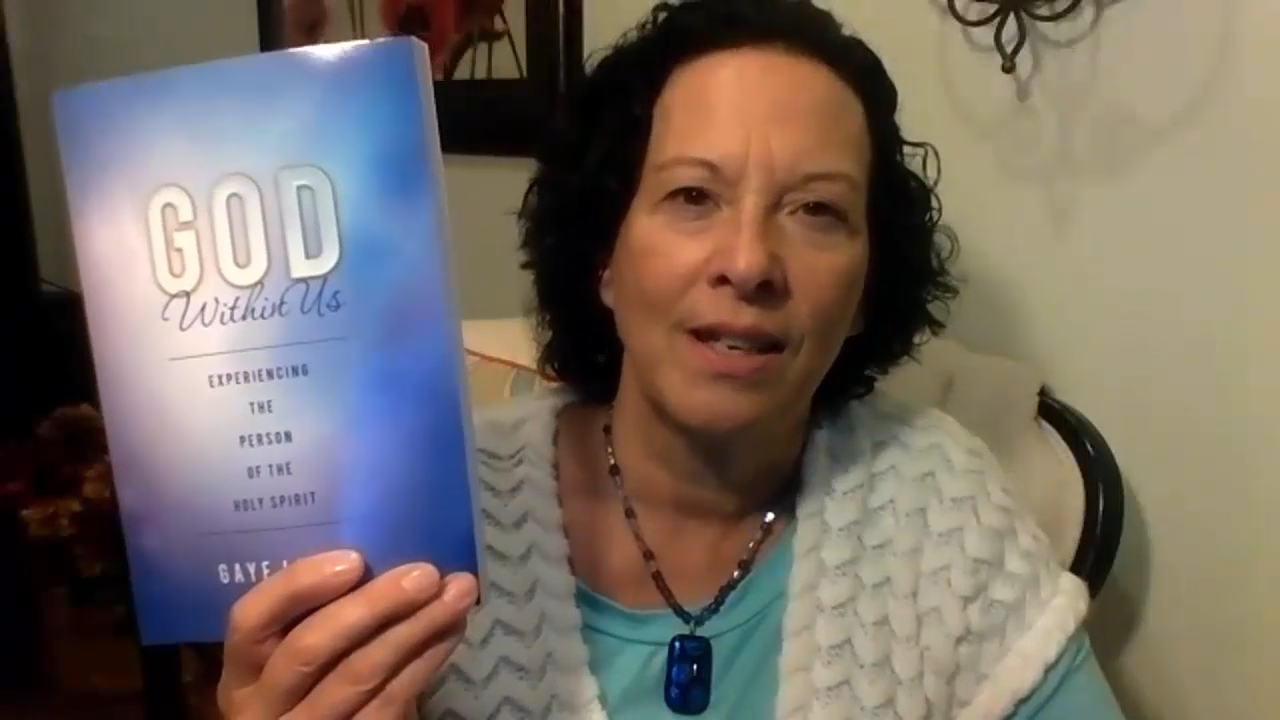 GOD
Within Us
EXPERIENCING
THE
PERSON
OF THE
HOLY SPIRIT
GAYE